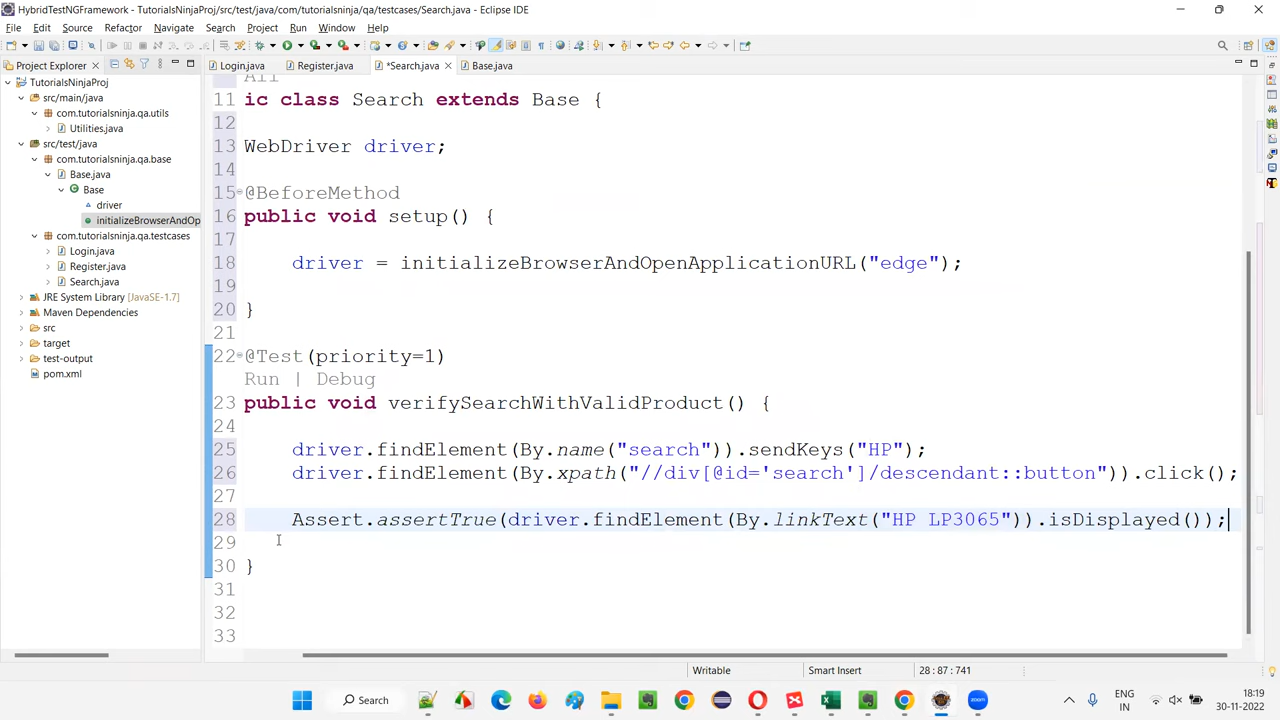 HybridTestNGFramework - TutorialsNinjaProj/src/test/java/com/tutorialsninja/qa/testcases/Search.java - Eclipse IDE
File Edit Source Refactor Navigate Search Project Run Window Help
Project Explorer
Login.java
Register.java
*Search.java
Base.java
TutorialsNinjaProj
src/main/java
com.tutorialsninja.qa.utils
Utilities.java
src/test/java
com.tutorialsninja.qa.base
Base.java
Base
driver
initializeBrowserAndOp
com.tutorialsninja.qa.testcases
Login.java
Register.java
Search.java
JRE System Library [JavaSE-1.7]
Maven Dependencies
src
target
test-output
pom.xml
All
11 ic class Search extends Base {
12
13 WebDriver driver;
14
15 @BeforeMethod
16 public void setup() {
17
18 driver = initializeBrowserAndOpenApplicationURL("edge");
19
20 }
21
22 @Test(priority=1)
Run | Debug
23 public void verifySearchWithValidProduct() {
24
25 driver.findElement(By.name("search")).sendKeys("HP");
26 driver.findElement(By.xpath("//div[@id='search']/descendant::button")).click();
27
28 Assert.assertTrue(driver.findElement(By.linkText("HP LP3065")).isDisplayed());
29
30 }
31
32
33
Writable
Smart Insert
28 : 87 : 741
Search
ENG
IN
18:19
30-11-2022